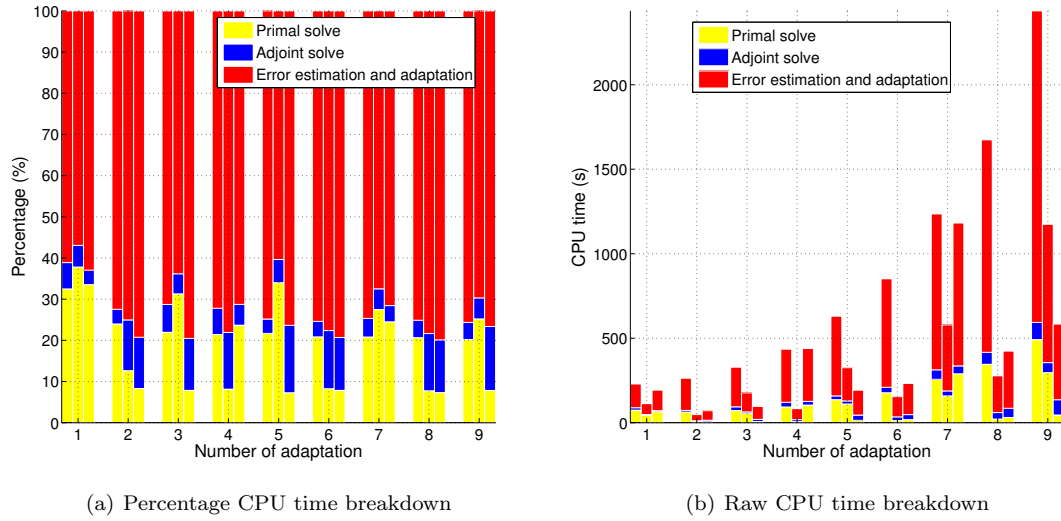 100
90
80
70
60
50
40
30
20
10
0
Percentage (%)
Primal solve
Adjoint solve
Error estimation and adaptation
1 2 3 4 5 6 7 8 9
Number of adaptation
(a) Percentage CPU time breakdown
2000
1500
1000
500
0
CPU time (s)
Primal solve
Adjoint solve
Error estimation and adaptation
1 2 3 4 5 6 7 8 9
Number of adaptation
(b) Raw CPU time breakdown